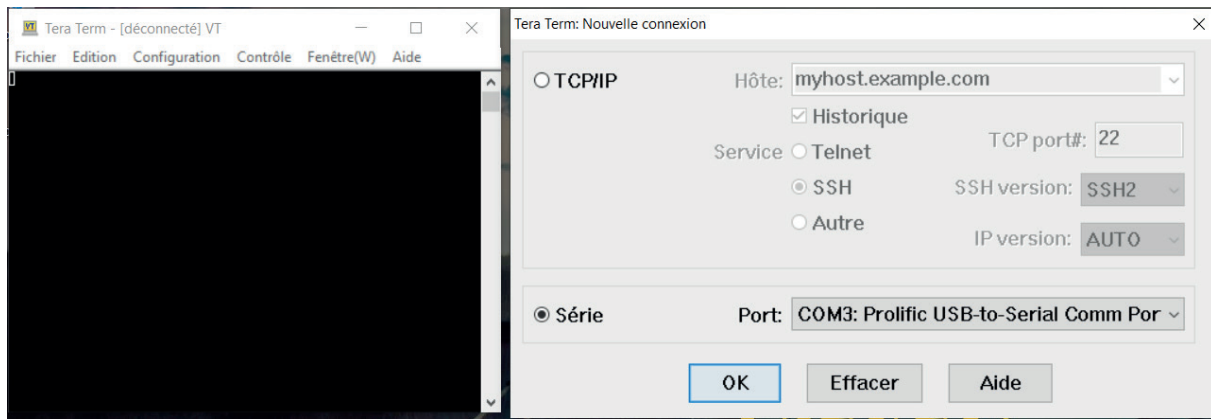 VT Tera Term - [déconnecté] VT
Fichier Edition Configuration Contrôle Fenêtre(W) Aide
Tera Term: Nouvelle connexion
TCP/IP Hôte: myhost.example.com
Historique
Service Telnet TCP port#: 22
SSH SSH version: SSH2
Autre IP version: AUTO
Série Port: COM3: Prolific USB-to-Serial Comm Por
OK Effacer Aide